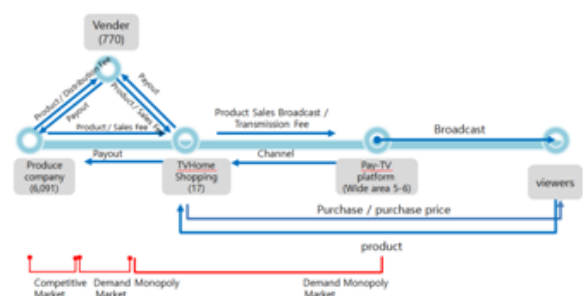 Vender
(770)
Product / Distribution Fee
Payout
Payout
Product / Sales Fee
Product / Sales Fee
Product Sales Broadcast /
Transmission Fee
Broadcast
Payout
Channel
Produce
company
(6,091)
TVHome
Shopping
(17)
Pay-TV
platform
(Wide area 5-6)
viewers
Purchase / purchase price
product
Competitive
Market
Demand Monopoly
Market
Demand Monopoly
Market